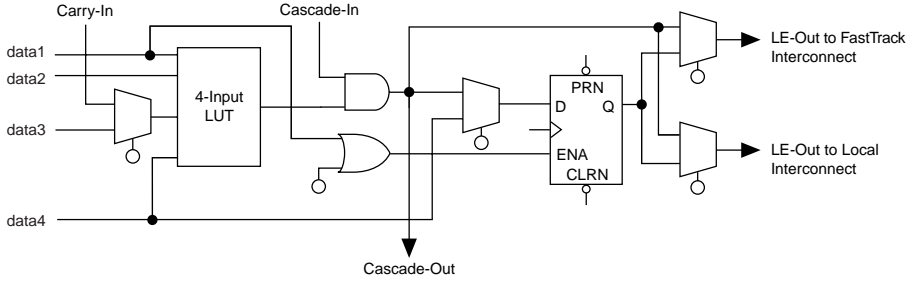 Carry-In
Cascade-In
data1
data2
4-Input
LUT
data3
data4
PRN
D
Q
ENA
CLRN
LE-Out to FastTrack
Interconnect
LE-Out to Local
Interconnect
Cascade-Out